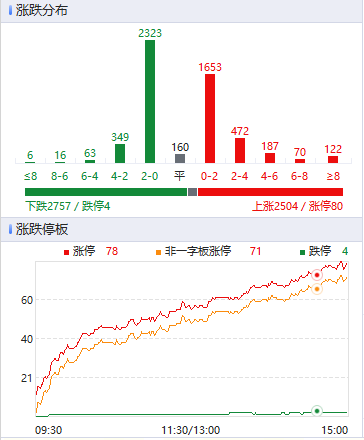 涨跌分布
6 16 63 349 2323 160 1653 472 187 70 122
≤8 8-6 6-4 4-2 2-0 平 0-2 2-4 4-6 6-8 ≥8
下跌2757 / 跌停4 上涨2504 / 涨停80
涨跌停板
涨停 78 非一字板涨停 71 跌停 4
60
40
21
09:30 11:30/13:00 15:00